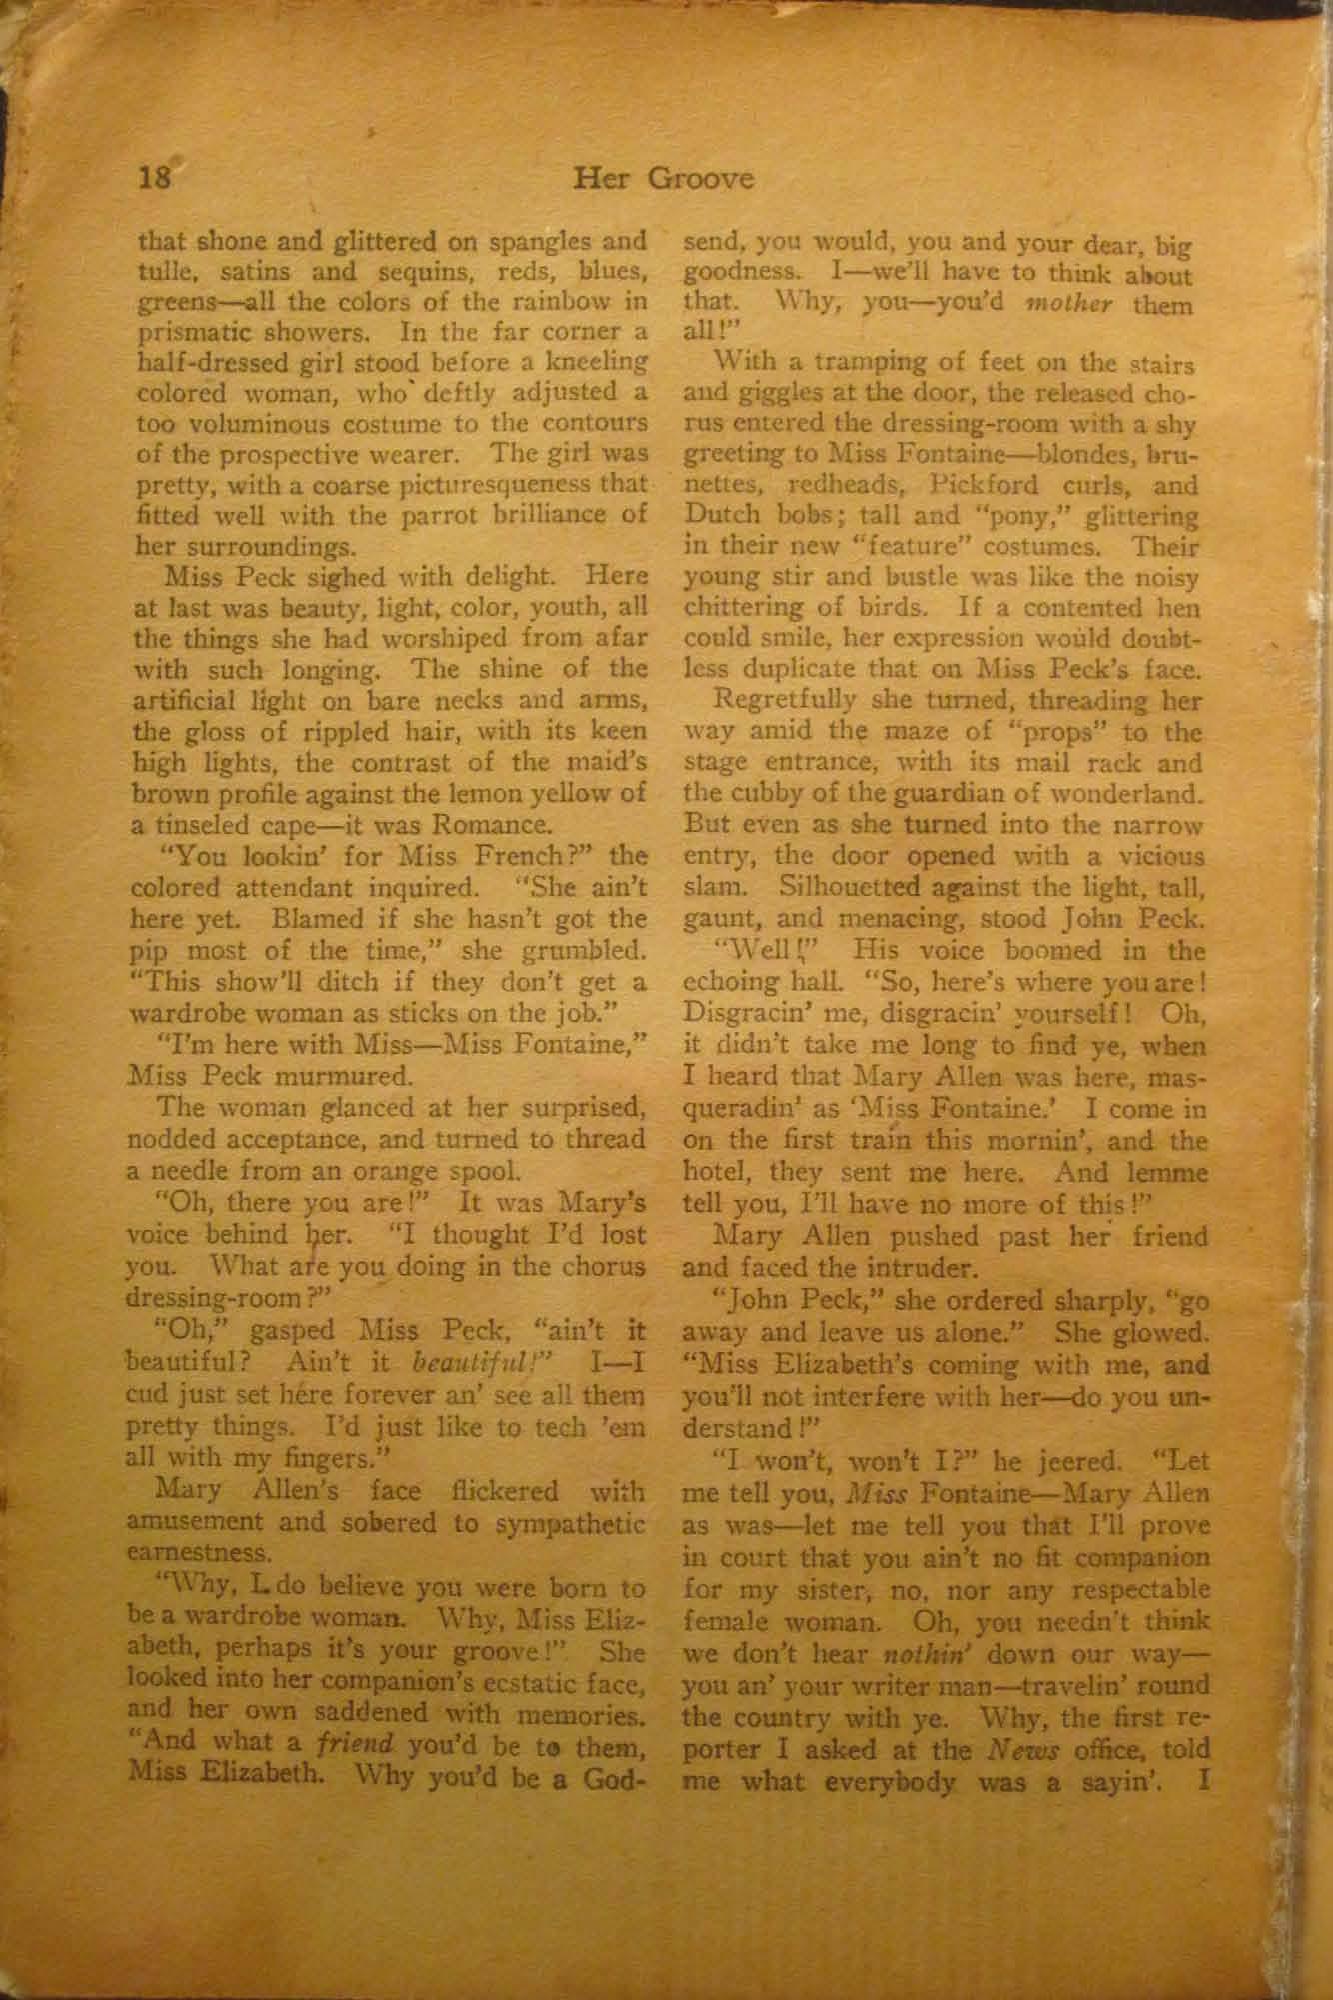 18
Her Groove
that shone and glittered on spangles and
tulle, satins and sequins, reds, blues,
greens—all the colors of the rainbow in
prismatic showers. In the far corner a
half-dressed girl stood before a kneeling
colored woman, who deftly adjusted a
too voluminous costume to the contours
of the prospective wearer. The girl was
pretty, with a coarse picturesqueness that
fitted well with the parrot brilliance of
her surroundings.
Miss Peck sighed with delight. Here
at last was beauty, light, color, youth, all
the things she had worshiped from afar
with such longing. The shine of the
artificial light on bare necks and arms,
the gloss of rippled hair, with its keen
high lights, the contrast of the maid's
brown profile against the lemon yellow of
a tinseled cape—it was Romance.
"You lookin' for Miss French?" the
colored attendant inquired. "She ain't
here yet. Blamed if she hasn't got the
pip most of the time," she grumbled.
"This show'll ditch if they don't get a
wardrobe woman as sticks on the job."
"I'm here with Miss—Miss Fontaine,"
Miss Peck murmured.
The woman glanced at her surprised,
nodded acceptance, and turned to thread
a needle from an orange spool.
"Oh, there you are!" It was Mary's
voice behind her. "I thought I'd lost
you. What are you doing in the chorus
dressing-room?"
"Oh," gasped Miss Peck, "ain't it
beautiful? Ain't it beautiful!" I—I
cud just set here forever an' see all them
pretty things. I'd just like to tech 'em
all with my fingers."
Mary Allen's face flickered with
amusement and sobered to sympathetic
earnestness.
"Why, I do believe you were born to
be a wardrobe woman. Why, Miss Eliz-
abeth, perhaps it's your groove!" She
looked into her companion's ecstatic face,
and her own saddened with memories.
"And what a friend you'd be to them,
Miss Elizabeth. Why you'd be a God-
send, you would, you and your dear, big
goodness. I—we'll have to think about
that. Why, you—you'd mother them
all!"
With a tramping of feet on the stairs
and giggles at the door, the released cho-
rus entered the dressing-room with a shy
greeting to Miss Fontaine—blondes, bru-
nettes, redheads, Pickford curls, and
Dutch bobs; tall and "pony," glittering
in their new "feature" costumes. Their
young stir and bustle was like the noisy
chittering of birds. If a contented hen
could smile, her expression would doubt-
less duplicate that on Miss Peck's face.
Regretfully she turned, threading her
way amid the maze of "props" to the
stage entrance, with its mail rack and
the cubby of the guardian of wonderland.
But even as she turned into the narrow
entry, the door opened with a vicious
slam. Silhouetted against the light, tall,
gaunt, and menacing, stood John Peck.
"Well!" His voice boomed in the
echoing hall. "So, here's where you are!
Disgracin' me, disgracin' yourself! Oh,
it didn't take me long to find ye, when
I heard that Mary Allen was here, mas-
queradin' as 'Miss Fontaine.' I come in
on the first train this mornin', and the
hotel, they sent me here. And lemme
tell you, I'll have no more of this!"
Mary Allen pushed past her friend
and faced the intruder.
"John Peck," she ordered sharply, "go
away and leave us alone." She glowed.
"Miss Elizabeth's coming with me, and
you'll not interfere with her—do you un-
derstand!"
"I won't, won't I?" he jeered. "Let
me tell you, Miss Fontaine—Mary Allen
as was—let me tell you that I'll prove
in court that you ain't no fit companion
for my sister, no, nor any respectable
female woman. Oh, you needn't think
we don't hear nothin' down our way—
you an' your writer man—travelin' round
the country with ye. Why, the first re-
porter I asked at the News office, told
me what everybody was a sayin'. I